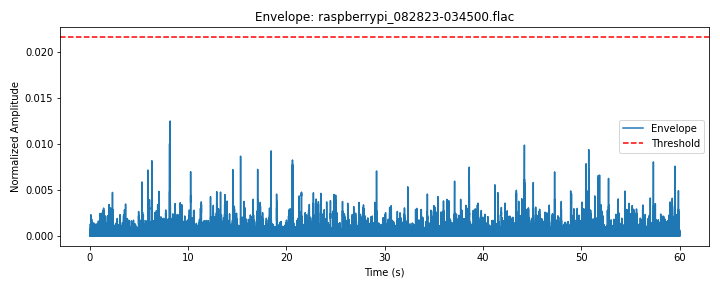 Envelope: raspberrypi_082823-034500.flac
Normalized Amplitude
0.020
0.015
0.010
0.005
0.000
Envelope
Threshold
0
10
20
30
40
50
60
Time (s)